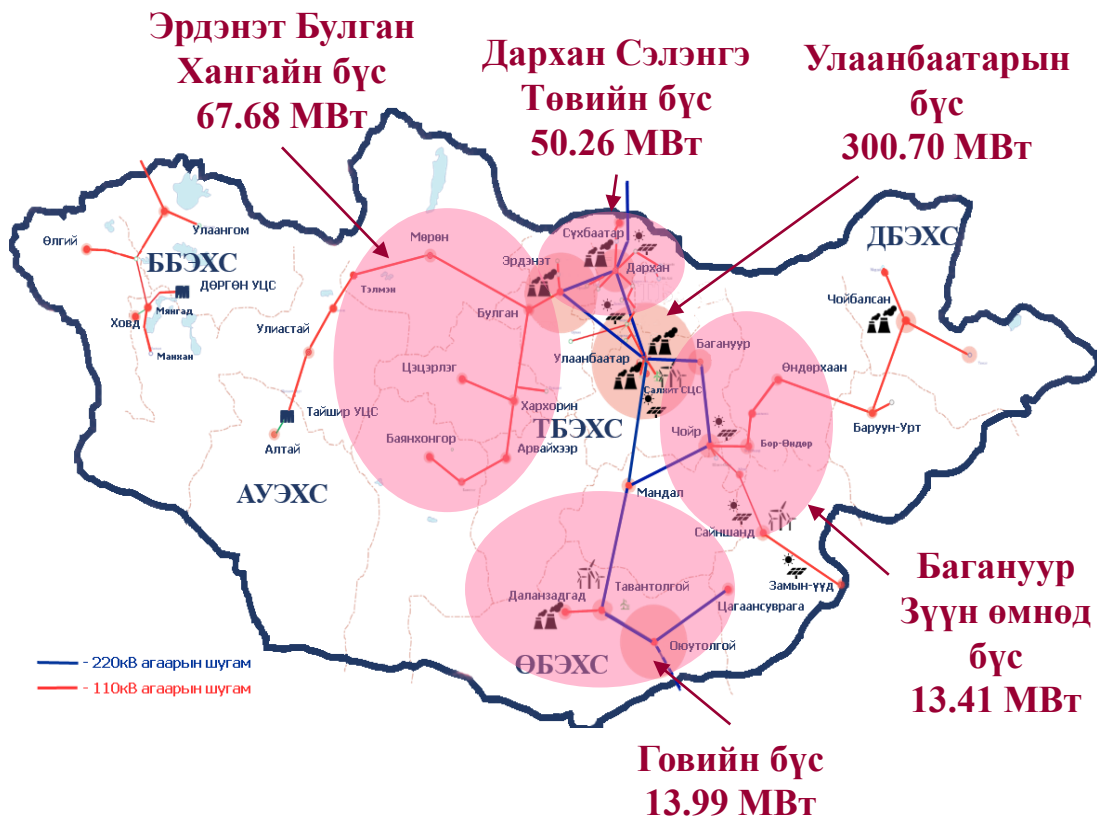 Эрдэнэт Булган
Хангайн бүс
67.68 МВт
Дархан Сэлэнгэ
Төвийн бүс
50.26 МВт
Улаанбаатарын
бүс
300.70 МВт
Улаангом
Өлгий
ББЭХС
ДӨРГӨН УЦС
Мянгад
Ховд
Манхан
Мөрөн
Тэлмэн
Улиастай
Тайшир УЦС
Алтай
АУЭХС
Сүхбаатар
Эрдэнэт
Дархан
Булган
Улаанбаатар
Багануур
Салхит СЦС
Цэцэрлэг
Хархорин
ТБЭХС
Баянхонгор
Арвайхээр
ДБЭХС
Чойбалсан
Өндөрхаан
Баруун-Урт
Чойр
Бор-Өндөр
Мандал
Сайншанд
Замын-үүд
Даланзадгад
Тавантолгой
Цагаансуврага
Оюутолгой
ӨБЭХС
- 220кВ агаарын шугам
- 110кВ агаарын шугам
Багануур
Зүүн өмнөд
бүс
13.41 МВт
Говийн бүс
13.99 МВт